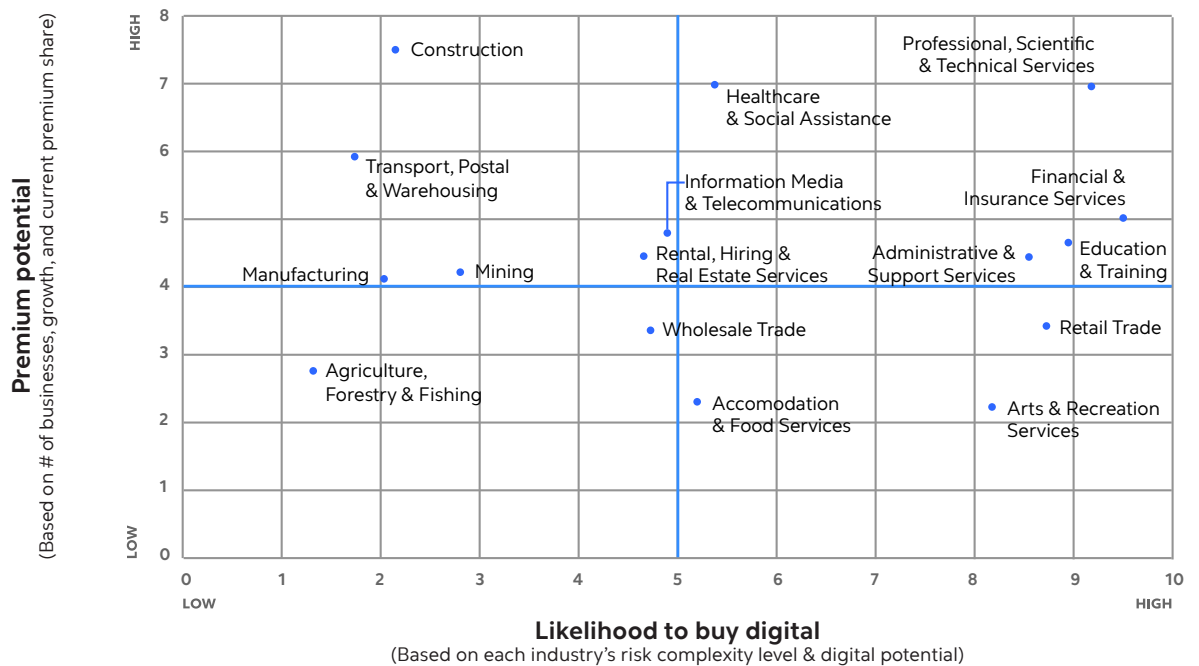 Premium potential
(Based on # of businesses, growth, and current premium share)
HIGH
LOW
8
7
6
5
4
3
2
1
0
Construction
Professional, Scientific
& Technical Services
Healthcare
& Social Assistance
Transport, Postal
& Warehousing
Information Media
& Telecommunications
Financial &
Insurance Services
Manufacturing
Mining
Rental, Hiring &
Real Estate Services
Administrative &
Support Services
Education
& Training
Wholesale Trade
Retail Trade
Agriculture,
Forestry & Fishing
Accomodation
& Food Services
Arts & Recreation
Services
0 1 2 3 4 5 6 7 8 9 10
LOW HIGH
Likelihood to buy digital
(Based on each industry's risk complexity level & digital potential)